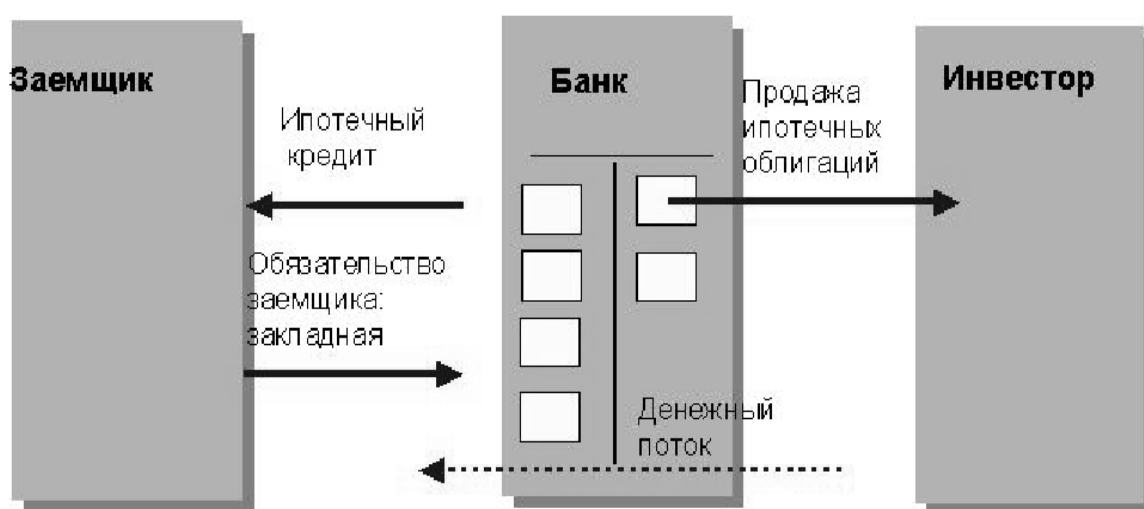 Заемщик
Ипотечный
кредит
Обязательство
заемщика:
закладная
Банк
Продажа
ипотечных
облигаций
Денежный
поток
Инвестор